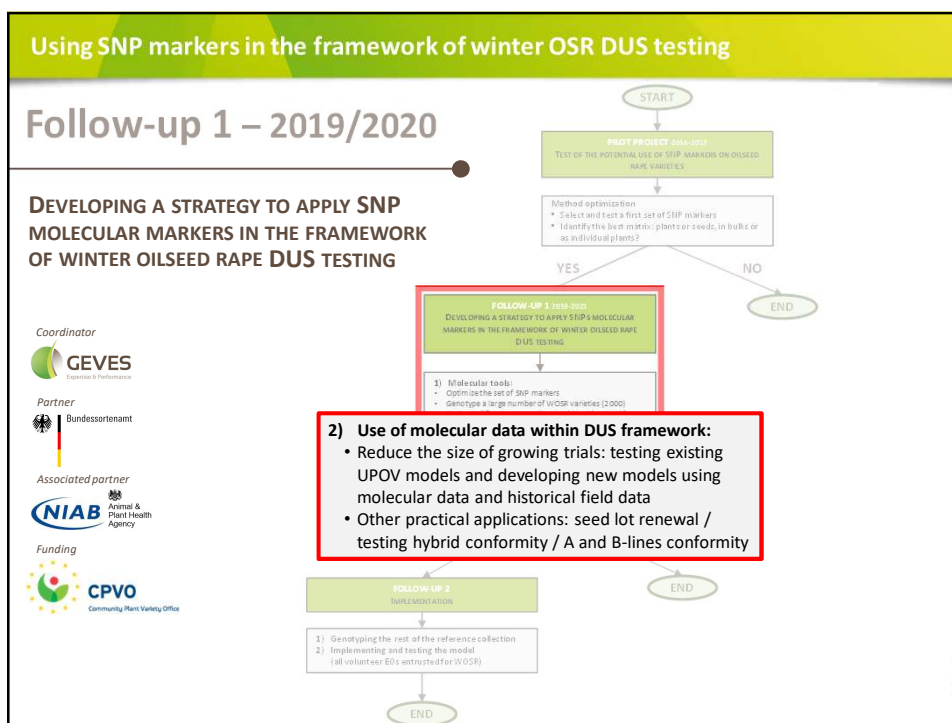 Using SNP markers in the framework of winter OSR DUS testing
Follow-up 1 – 2019/2020
DEVELOPING A STRATEGY TO APPLY SNP
MOLECULAR MARKERS IN THE FRAMEWORK
OF WINTER OILSEED RAPE DUS TESTING
Coordinator
GEVES
Expertise & Performance
Partner
Bundessortenamt
Associated partner
NIAB
Animal &
Plant Health
Agency
Funding
CPVO
Community Plant Variety Office
START
PILOT PROJECT
TEST OF THE POTENTIAL USE OF SNP MARKERS ON OILSEED
RAPE VARIETIES
Method optimization
• Select and test a first set of SNP markers
• Identify the best matrix: plants or seeds, in bulks or
as individual plants?
YES
NO
END
FOLLOW-UP 1 2019-2021
DEVELOPING A STRATEGY TO APPLY SNPS MOLECULAR
MARKERS IN THE FRAMEWORK OF WINTER OILSEED RAPE
DUS TESTING
1) Molecular tools:
• Optimize the set of SNP markers
• Genotype a large number of WOSR varieties (2000)
2) Use of molecular data within DUS framework:
• Reduce the size of growing trials: testing existing
UPOV models and developing new models using
molecular data and historical field data
• Other practical applications: seed lot renewal /
testing hybrid conformity / A and B-lines conformity
FOLLOW-UP 2
IMPLEMENTATION
END
1) Genotyping the rest of the reference collection
2) Implementing and testing the model
(all volunteer EOs entrusted for WOSR)
END